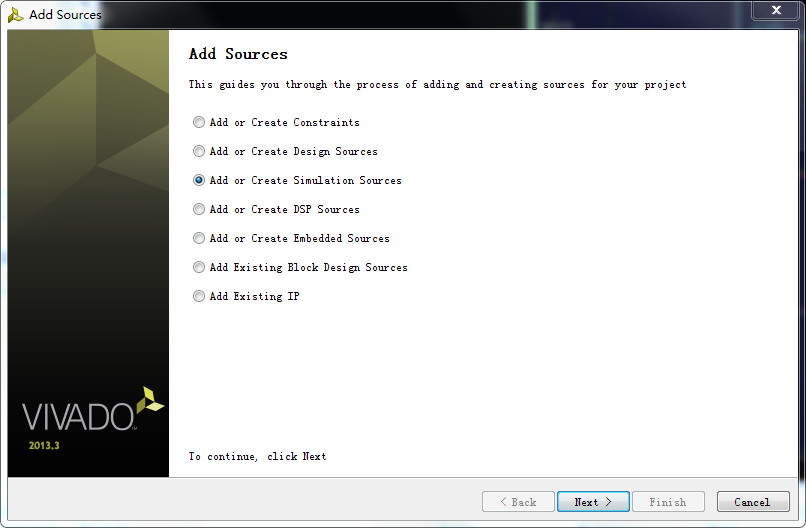 Add Sources
Add Sources
This guides you through the process of adding and creating sources for your project
Add or Create Constraints
Add or Create Design Sources
Add or Create Simulation Sources
Add or Create DSP Sources
Add or Create Embedded Sources
Add Existing Block Design Sources
Add Existing IP
VIVADO™
2013.3
To continue, click Next
< Back
Next >
Finish
Cancel